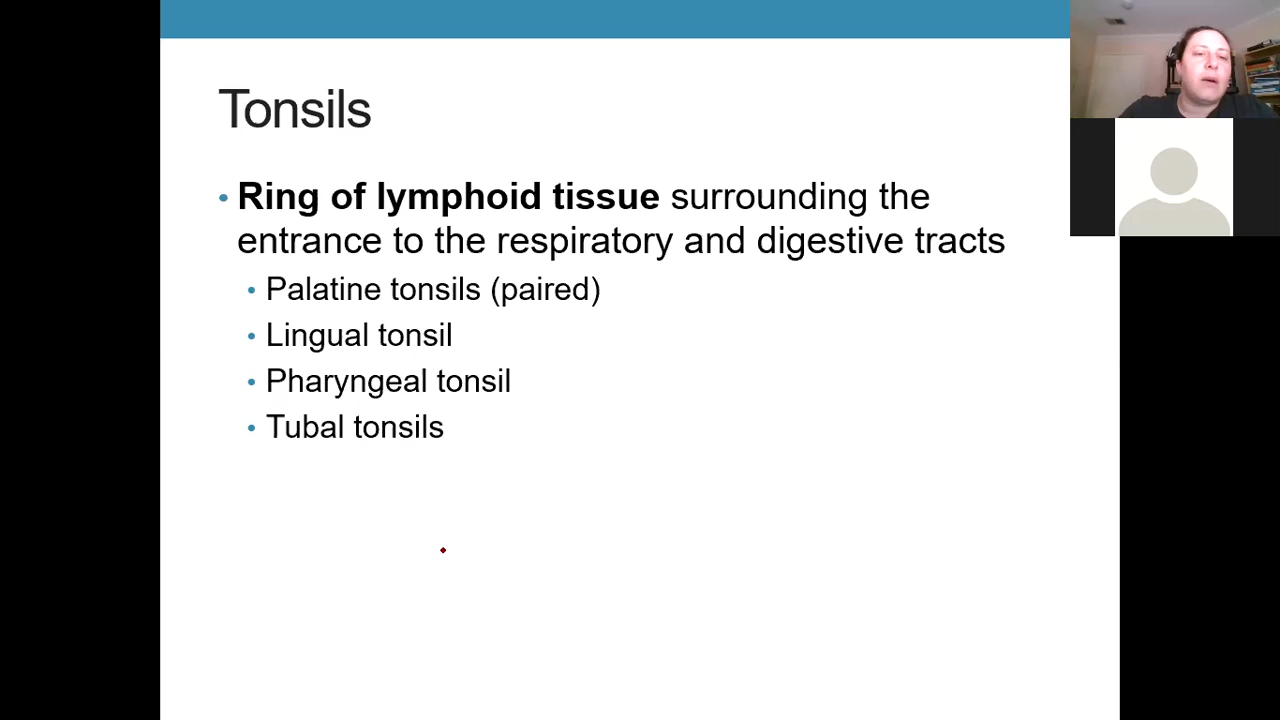 Tonsils
• Ring of lymphoid tissue surrounding the
entrance to the respiratory and digestive tracts
• Palatine tonsils (paired)
• Lingual tonsil
• Pharyngeal tonsil
• Tubal tonsils